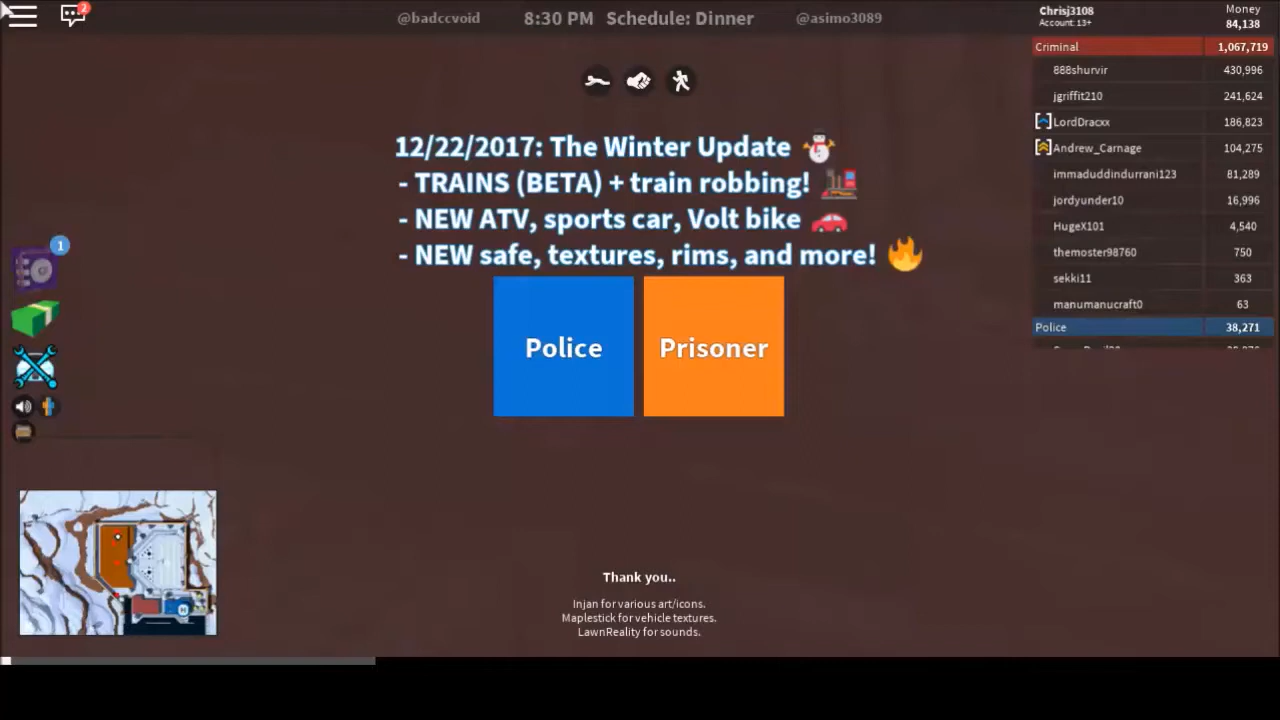 2
@badccvoid 8:30 PM Schedule: Dinner @asimo3089
Chrisj3108
Account: 13+
Money
84,138
Criminal 1,067,719
888shurvir 430,996
jgriffit210 241,624
LordDracxx 186,823
Andrew_Carnage 104,275
immaduddindurrani123 81,289
jordyunder10 16,996
HugeX101 4,540
themoster98760 750
sekki11 363
manumanucraft0 63
Police 38,271
12/22/2017: The Winter Update
- TRAINS (BETA) + train robbing!
- NEW ATV, sports car, Volt bike
- NEW safe, textures, rims, and more!
1
Police Prisoner
H
Thank you..
Injan for various art/icons.
Maplestick for vehicle textures.
LawnReality for sounds.